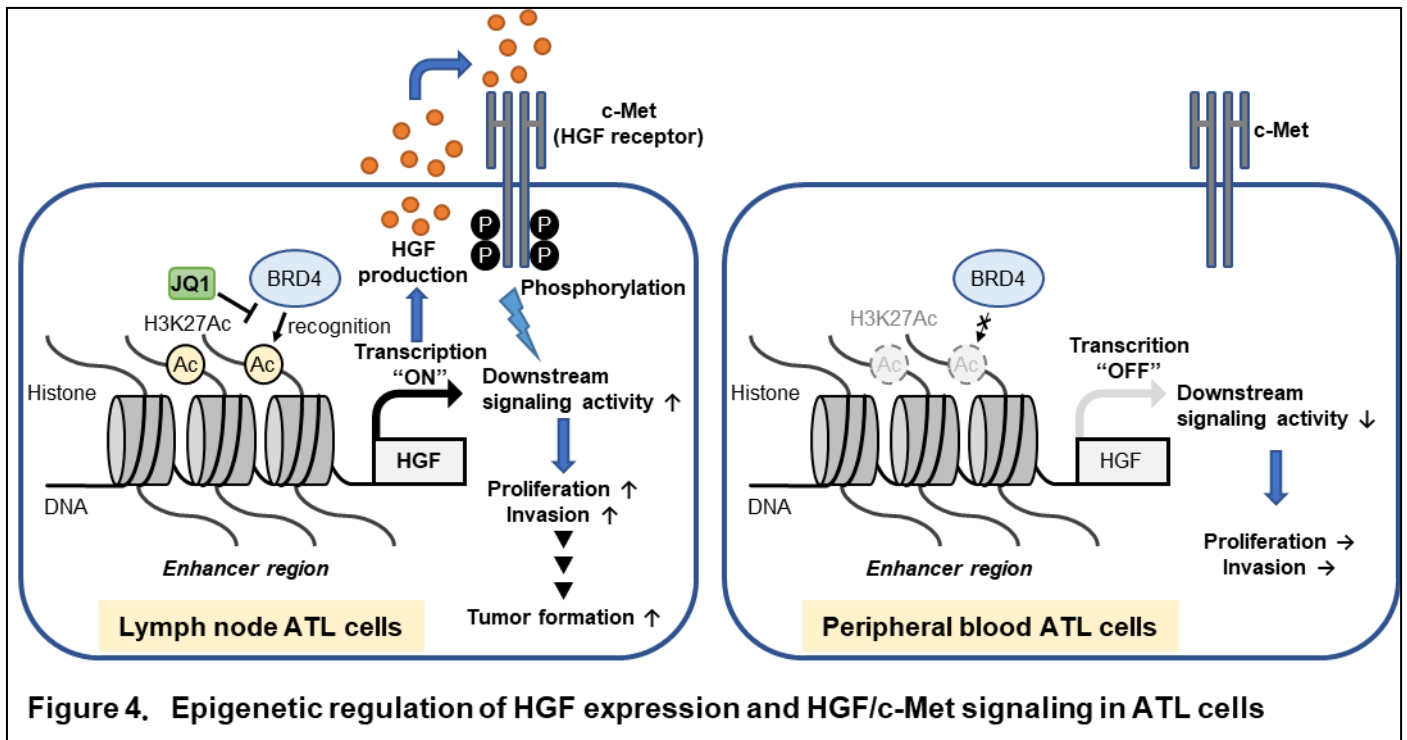 c-Met
(HGF receptor)
P
P
P
P
HGF
production
Phosphorylation
JQ1
BRD4
H3K27Ac
recognition
Ac
Ac
Transcription
“ON”
Downstream
signaling activity ↑
Histone
HGF
DNA
Proliferation ↑
Invasion ↑
Enhancer region
Tumor formation ↑
Lymph node ATL cells
c-Met
BRD4
H3K27Ac
Ac
Ac
Transcrition
“OFF”
Downstream
signaling activity ↓
Histone
HGF
DNA
Proliferation →
Invasion →
Enhancer region
Peripheral blood ATL cells
Figure 4. Epigenetic regulation of HGF expression and HGF/c-Met signaling in ATL cells